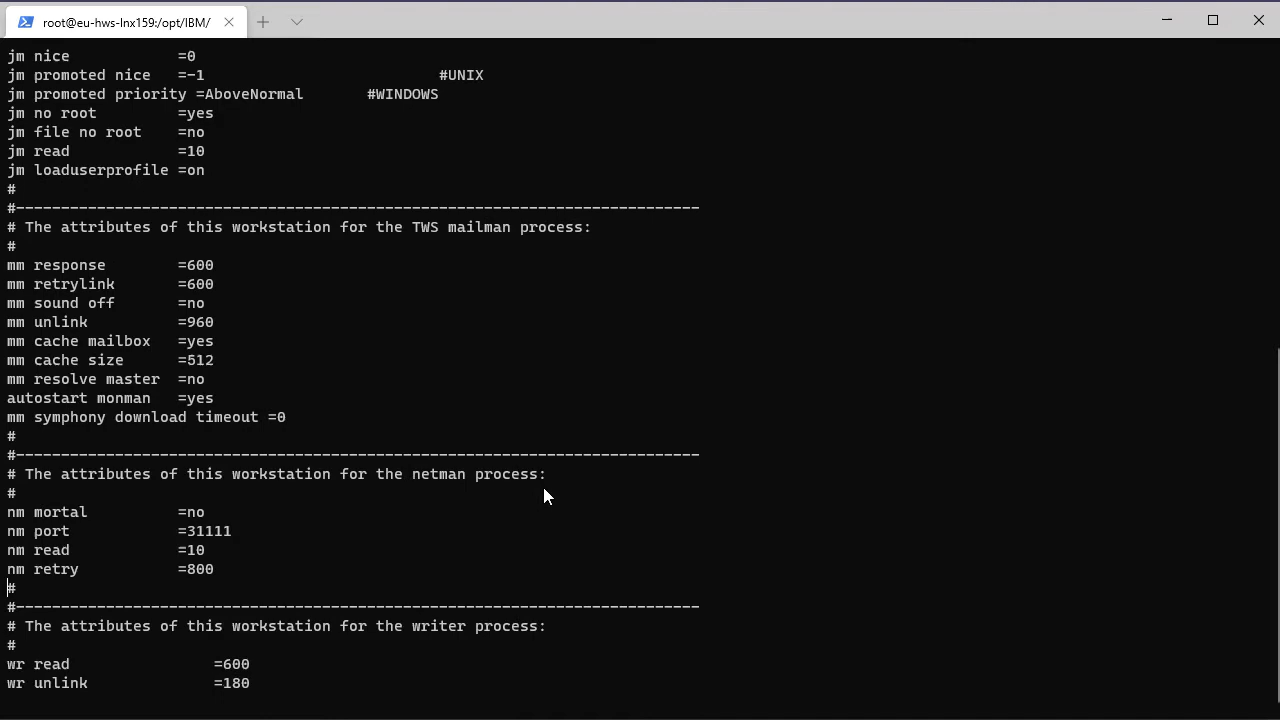 root@eu-hws-lnx159:/opt/IBM/
jm nice            =0
jm promoted nice   =-1                          #UNIX
jm promoted priority =AboveNormal       #WINDOWS
jm no root         =yes
jm file no root    =no
jm read            =10
jm loaduserprofile =on
#
#----------------------------------------------------------------------------
# The attributes of this workstation for the TWS mailman process:
#
mm response        =600
mm retrylink       =600
mm sound off       =no
mm unlink          =960
mm cache mailbox   =yes
mm cache size      =512
mm resolve master  =no
autostart monman   =yes
mm symphony download timeout =0
#
#----------------------------------------------------------------------------
# The attributes of this workstation for the netman process:
#
nm mortal          =no
nm port            =31111
nm read            =10
nm retry           =800
#
#----------------------------------------------------------------------------
# The attributes of this workstation for the writer process:
#
wr read                =600
wr unlink              =180